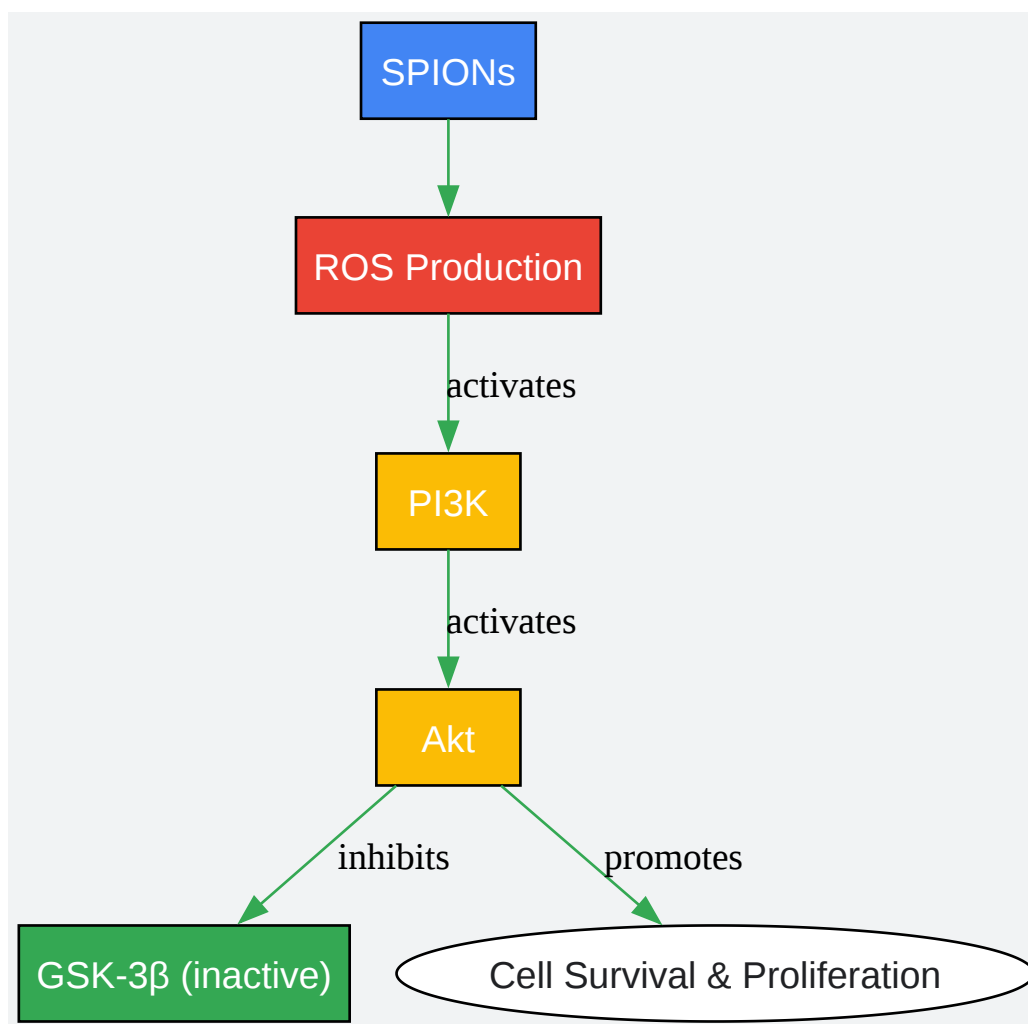 SPIONs
ROS Production
activates
PI3K
activates
Akt
inhibits
promotes
GSK-3β (inactive)
Cell Survival & Proliferation